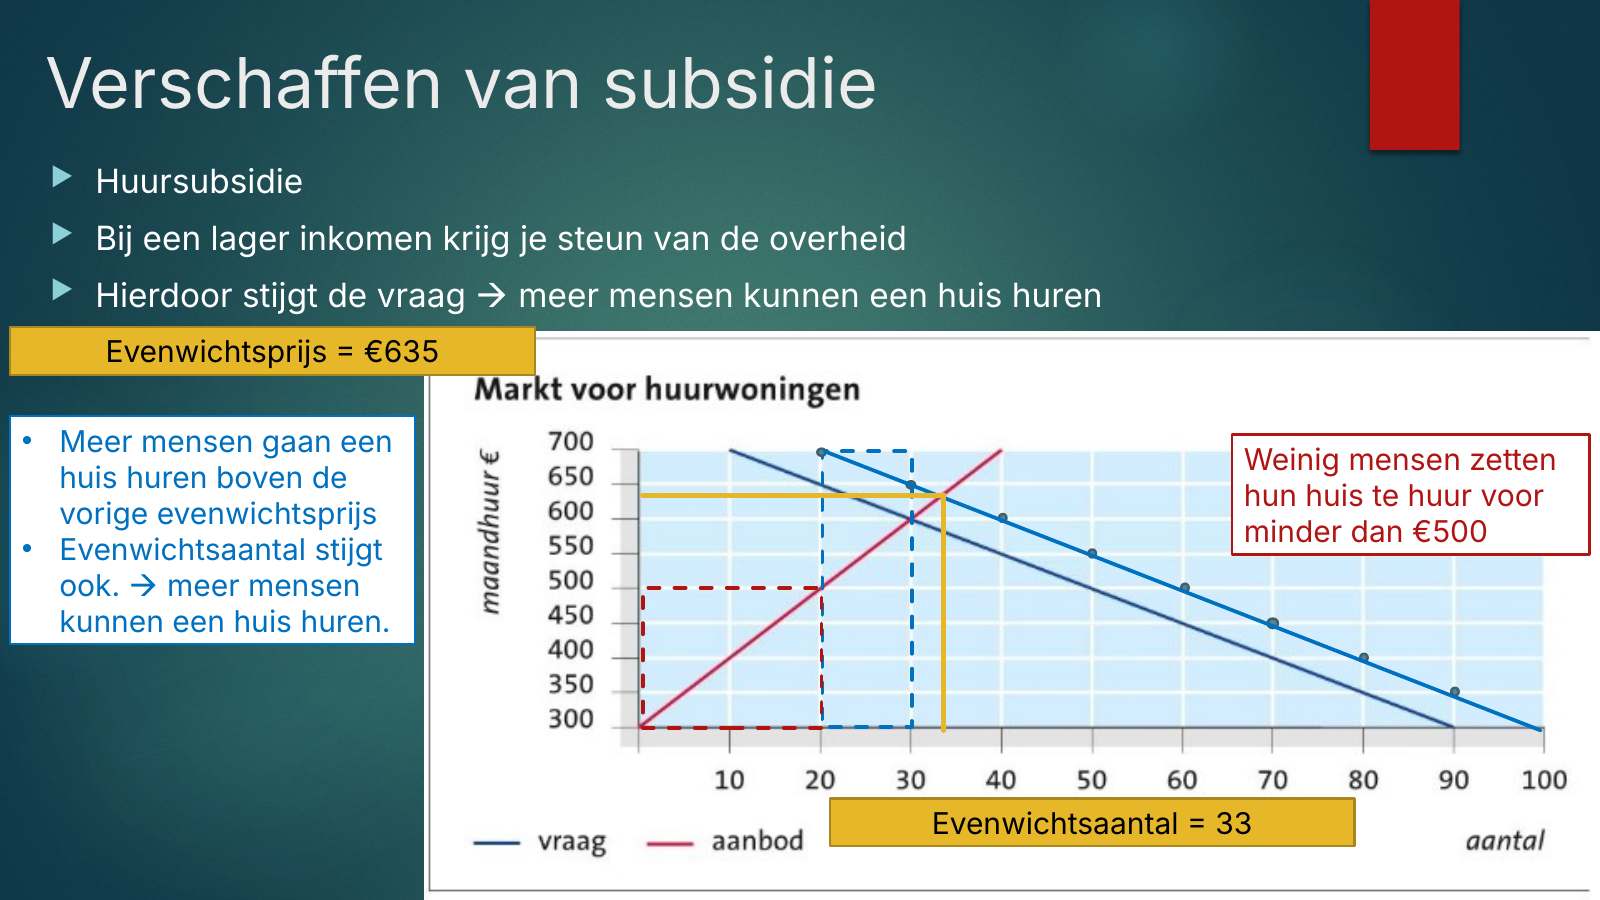 Verschaffen van subsidie
Huursubsidie
Bij een lager inkomen krijg je steun van de overheid
Hierdoor stijgt de vraag → meer mensen kunnen een huis huren
Evenwichtsprijs = €635
• Meer mensen gaan een
huis huren boven de
vorige evenwichtsprijs
• Evenwichtsaantal stijgt
ook. → meer mensen
kunnen een huis huren.
Markt voor huurwoningen
maandhuur €
700
650
600
550
500
450
400
350
300
Weinig mensen zetten
hun huis te huur voor
minder dan €500
10 20 30 40 50 60 70 80 90 100
Evenwichtsaantal = 33
vraag aanbod
aantal